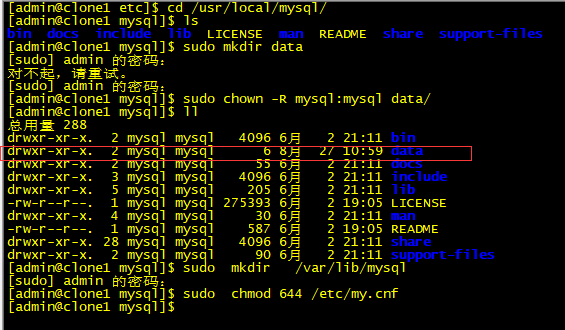 [admin@clone1 etc]$ cd /usr/local/mysql/
[admin@clone1 mysql]$ ls
bin docs include lib LICENSE man README share support-files
[admin@clone1 mysql]$ sudo mkdir data
[sudo] admin 的密码：
对不起，请重试。
[sudo] admin 的密码：
[admin@clone1 mysql]$ sudo chown -R mysql:mysql data/
[admin@clone1 mysql]$ ll
总用量 288
drwxr-xr-x. 2 mysql mysql 4096 6月 2 21:11 bin
drwxr-xr-x. 2 mysql mysql 6 8月 27 10:59 data
drwxr-xr-x. 2 mysql mysql 55 6月 2 21:11 docs
drwxr-xr-x. 3 mysql mysql 4096 6月 2 21:11 include
drwxr-xr-x. 5 mysql mysql 205 6月 2 21:11 lib
-rw-r--r--. 1 mysql mysql 275393 6月 2 19:05 LICENSE
drwxr-xr-x. 4 mysql mysql 30 6月 2 21:11 man
-rw-r--r--. 1 mysql mysql 587 6月 2 19:05 README
drwxr-xr-x. 28 mysql mysql 4096 6月 2 21:11 share
drwxr-xr-x. 2 mysql mysql 90 6月 2 21:11 support-files
[admin@clone1 mysql]$ sudo mkdir /var/lib/mysql
[sudo] admin 的密码：
[admin@clone1 mysql]$ sudo chmod 644 /etc/my.cnf
[admin@clone1 mysql]$